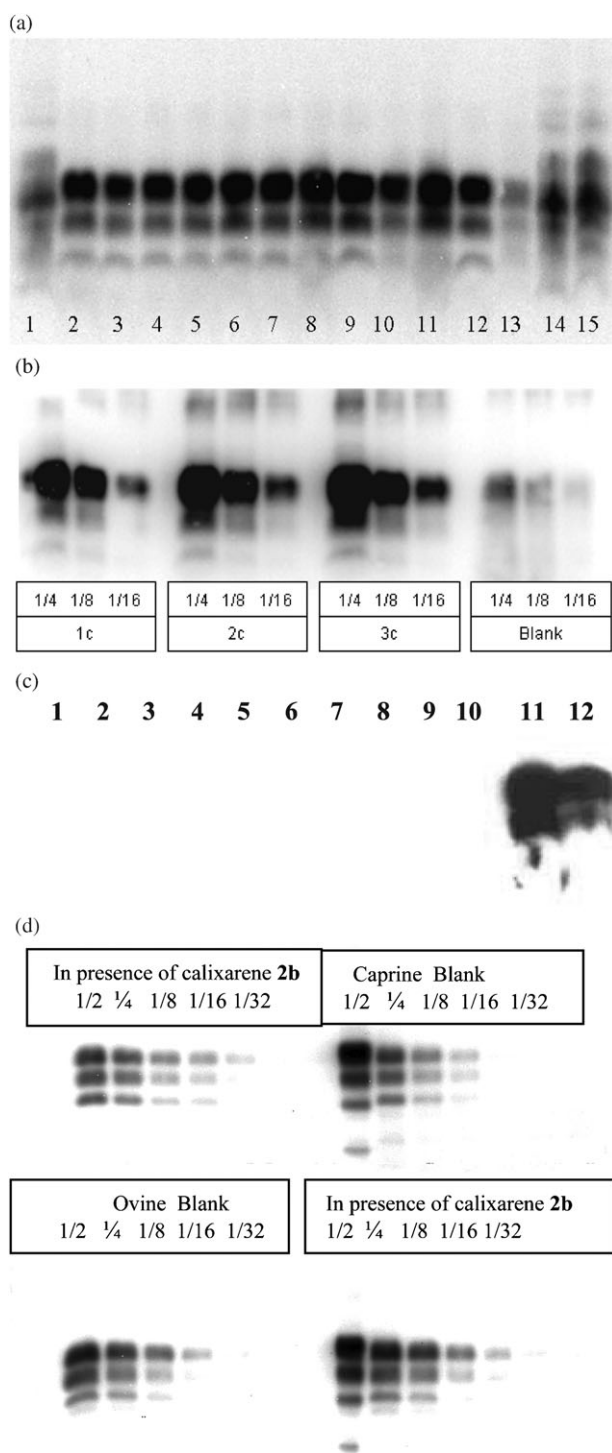 (a)
1 2 3 4 5 6 7 8 9 10 11 12 13 14 15
(b)
1/4 1/8 1/16 1/4 1/8 1/16 1/4 1/8 1/16 1/4 1/8 1/16
1c 2c 3c Blank
(c)
1 2 3 4 5 6 7 8 9 10 11 12
(d)
In presence of calixarene 2b
1/2 ¼ 1/8 1/16 1/32
Caprine Blank
1/2 ¼ 1/8 1/16 1/32
Ovine Blank
1/2 ¼ 1/8 1/16 1/32
In presence of calixarene 2b
1/2 ¼ 1/8 1/16 1/32